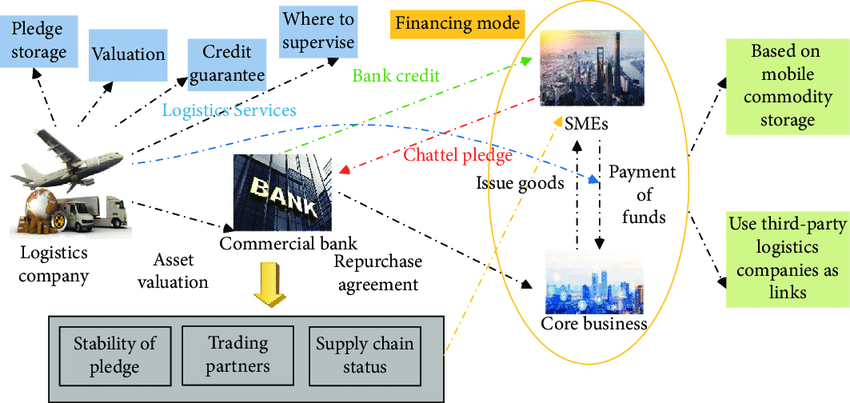 Pledge
storage
Valuation
Credit
guarantee
Where to
supervise
Financing mode
Based on
mobile
commodity
storage
Bank credit
Logistics Services
SMEs
Chattel pledge
Issue goods
Payment
of
funds
BANK
Logistics
company
Commercial bank
Asset
valuation
Repurchase
agreement
Use third-party
logistics
companies as
links
Core business
Stability of
pledge
Trading
partners
Supply chain
status